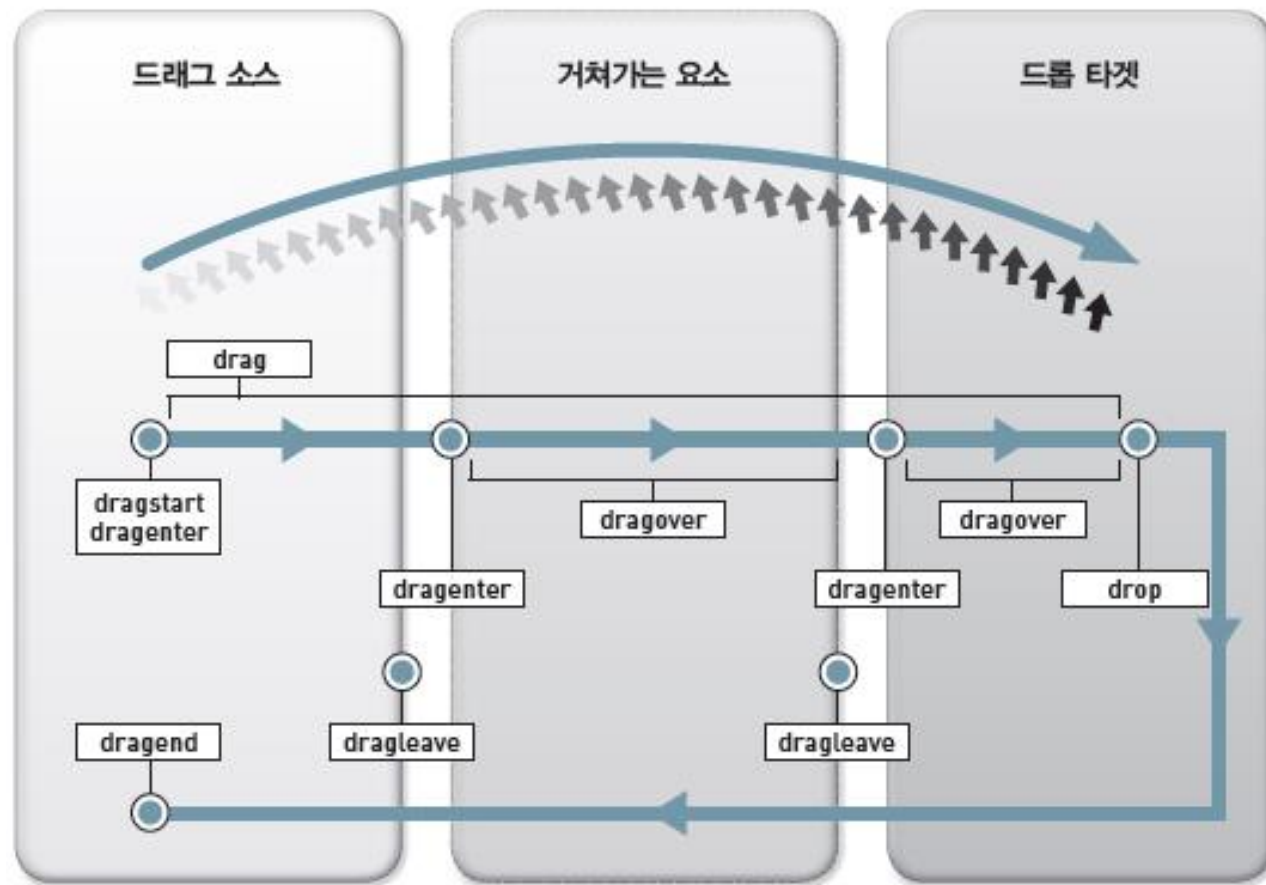 드래그 소스
거쳐가는 요소
드롭 타겟
drag
dragstart
dragenter
dragover
dragover
dragenter
dragenter
drop
dragend
dragleave
dragleave